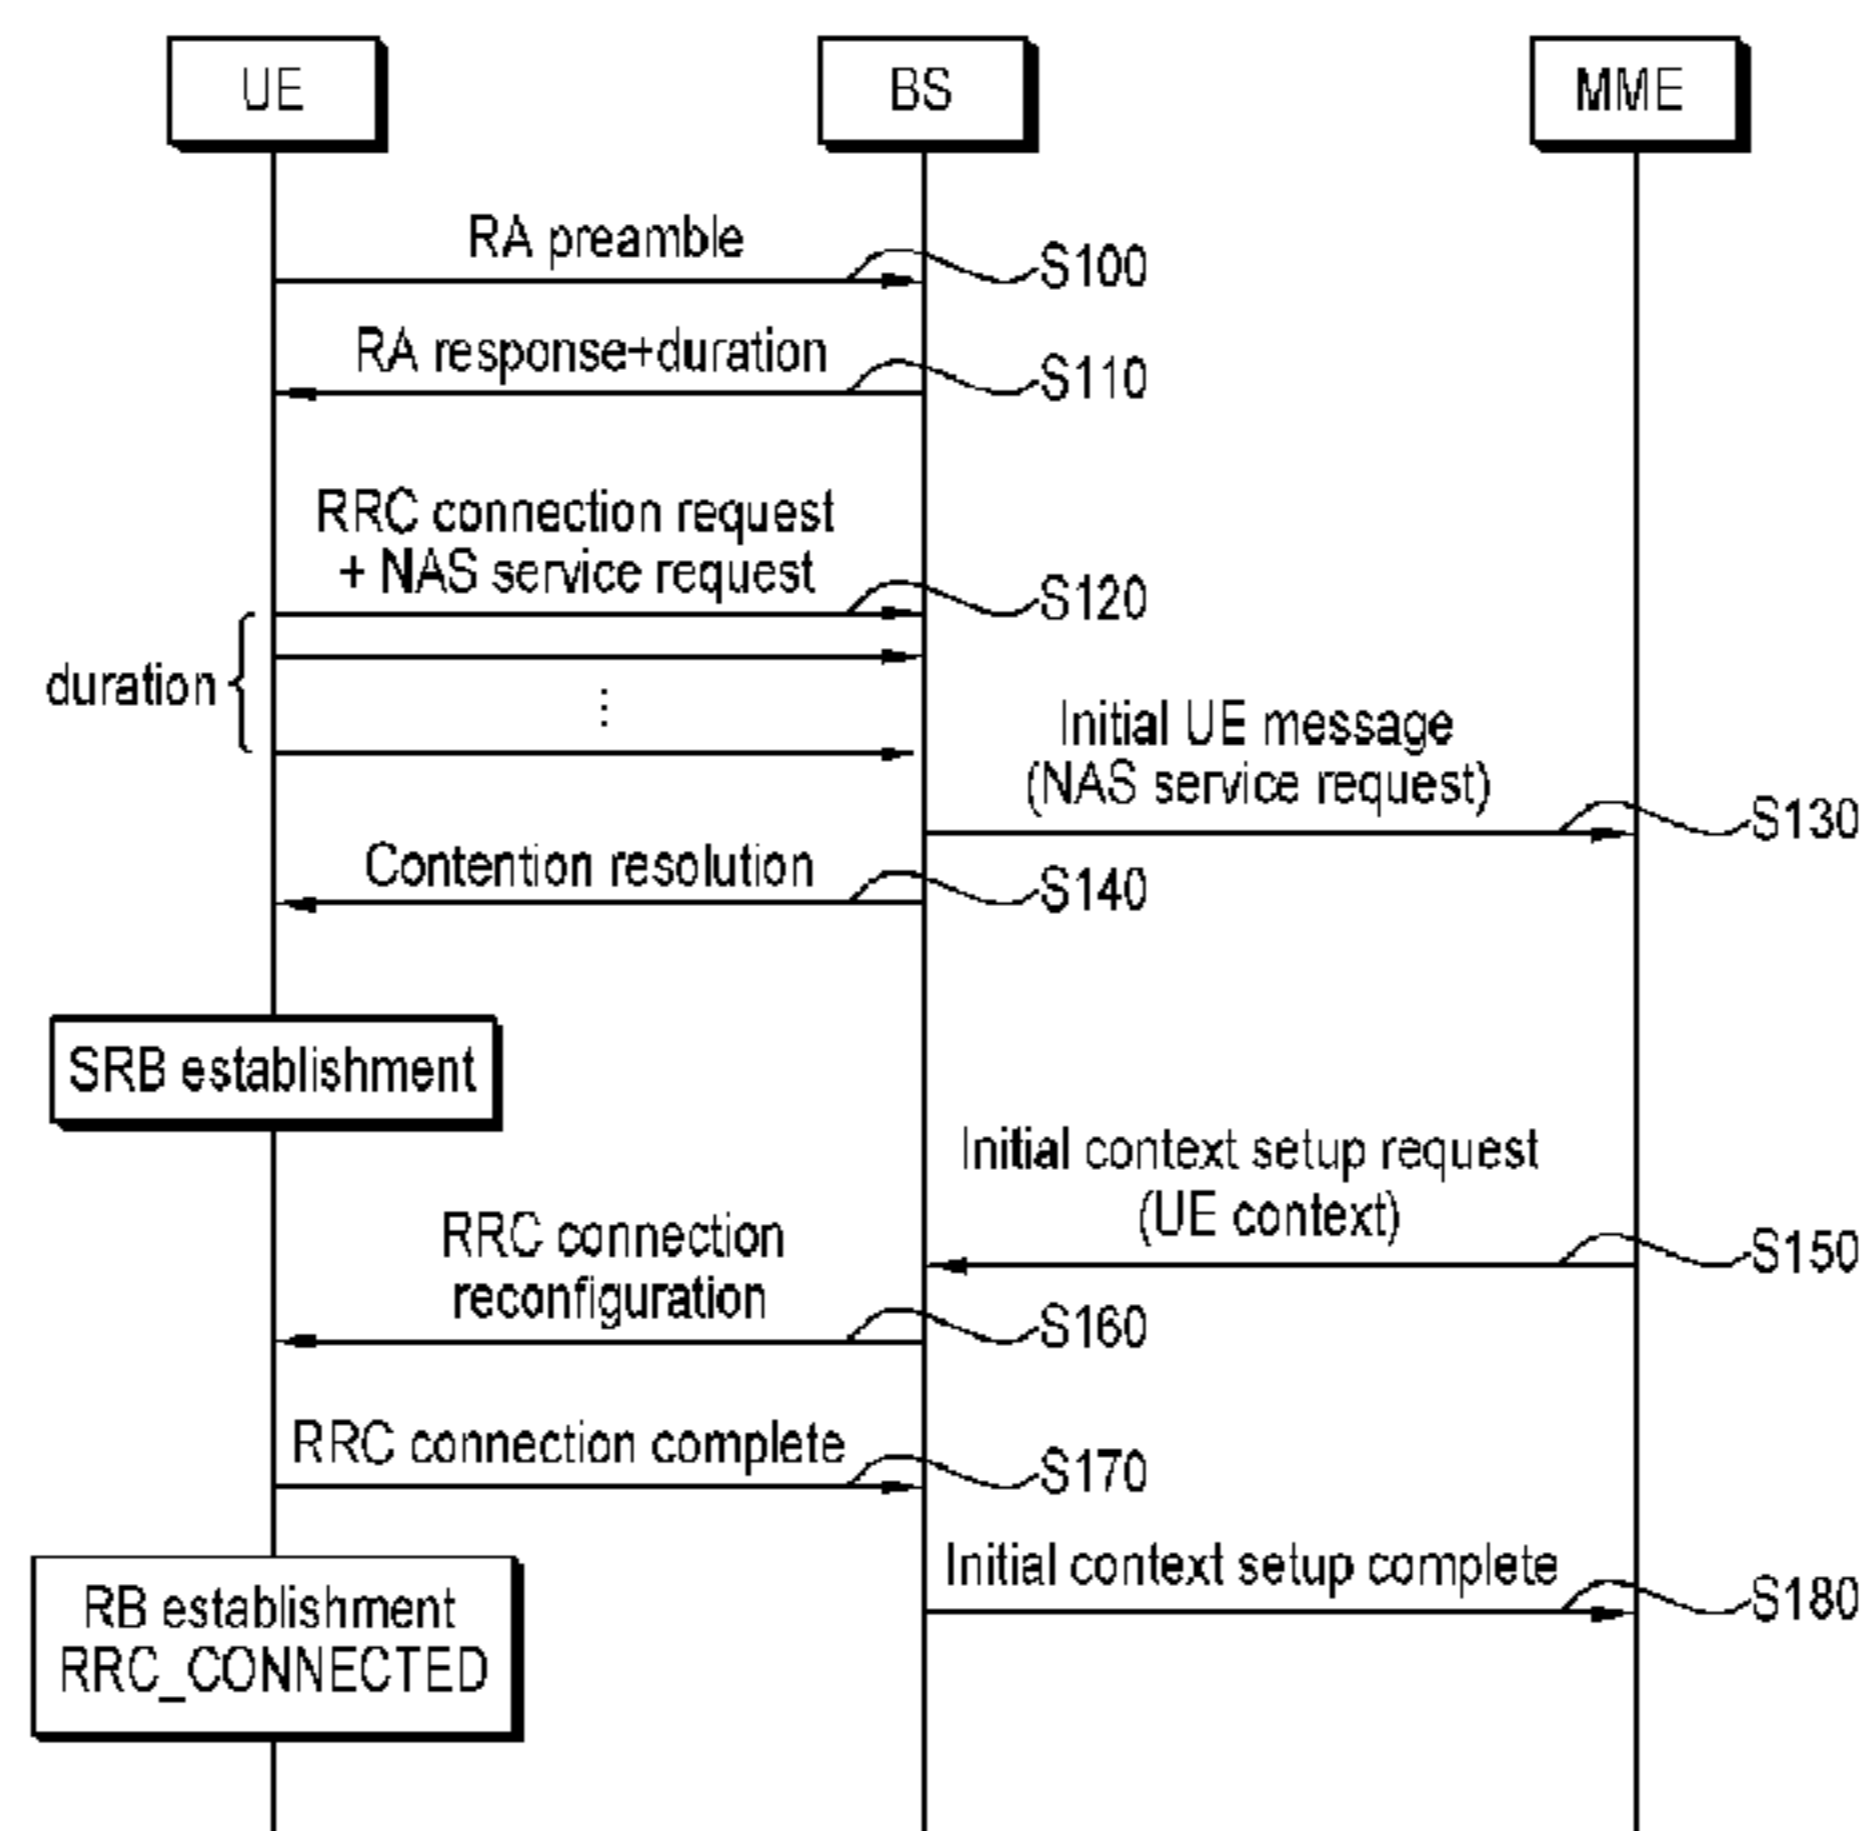 UE
BS
MME
RA preamble
S100
RA response+duration
S110
RRC connection request
+ NAS service request
S120
duration
⋮
Initial UE message
(NAS service request)
S130
Contention resolution
S140
SRB establishment
Initial context setup request
(UE context)
S150
RRC connection
reconfiguration
S160
RRC connection complete
S170
Initial context setup complete
S180
RB establishment
RRC_CONNECTED